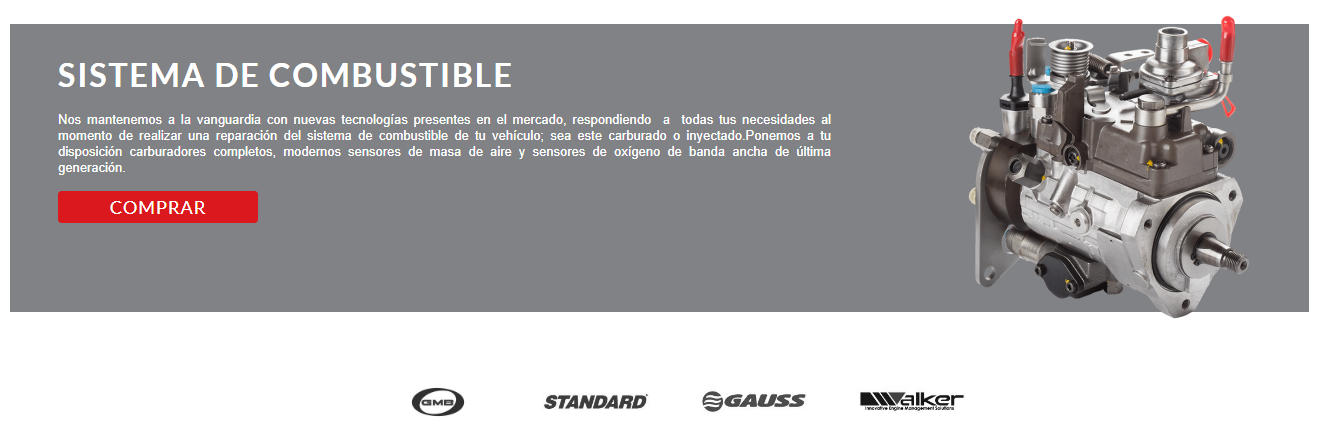 SISTEMA DE COMBUSTIBLE
Nos mantenemos a la vanguardia con nuevas tecnologías presentes en el mercado, respondiendo a todas tus necesidades al
momento de realizar una reparación del sistema de combustible de tu vehículo; sea este carburado o inyectado.Ponemos a tu
disposición carburadores completos, modernos sensores de masa de aire y sensores de oxígeno de banda ancha de última
generación.
COMPRAR
GMB STANDARD GAUSS Walker
Innovative Engine Management Solutions